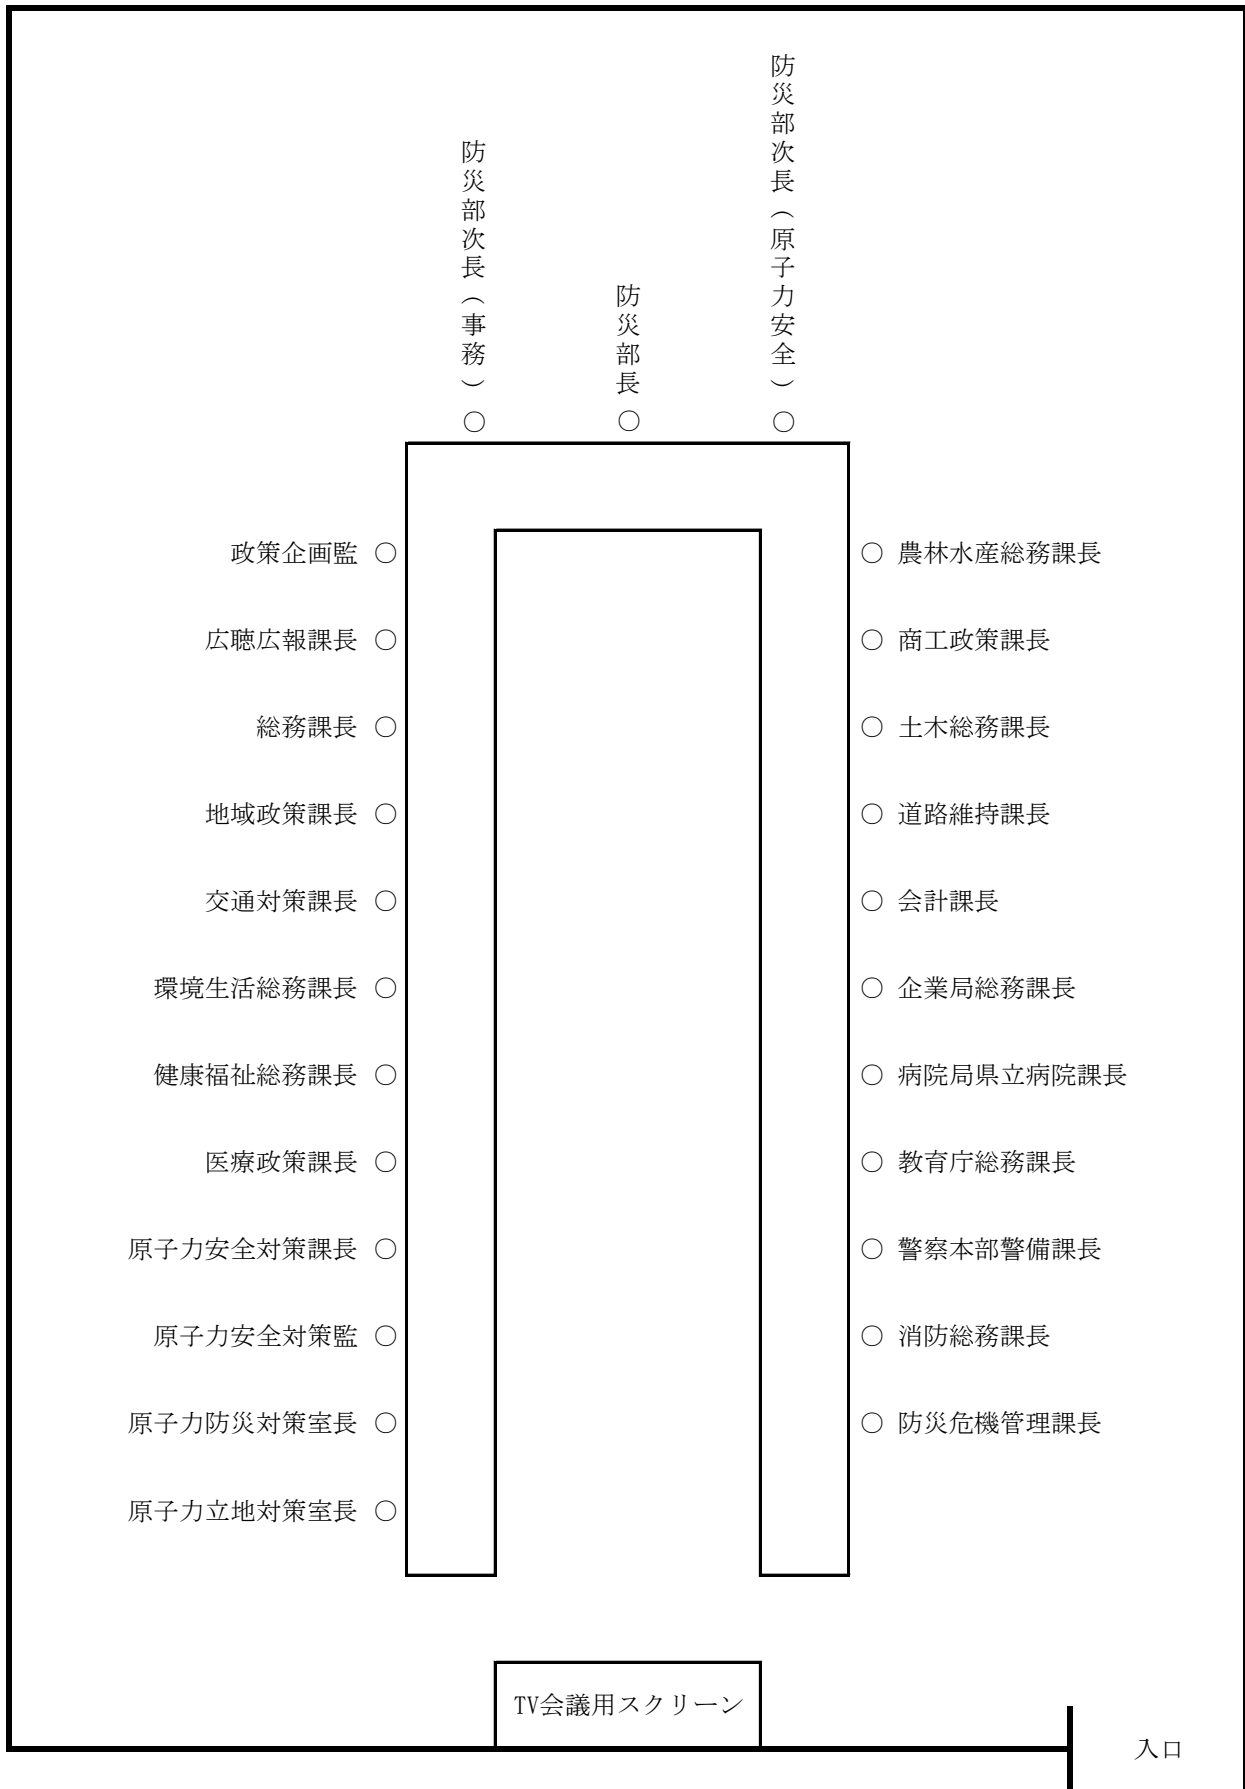 防災部次長（原子力安全）○
防災部長○
防災部次長（事務）○
政策企画監 ○
○ 農林水産総務課長
広聴広報課長 ○
○ 商工政策課長
総務課長 ○
○ 土木総務課長
地域政策課長 ○
○ 道路維持課長
交通対策課長 ○
○ 会計課長
環境生活総務課長 ○
○ 企業局総務課長
健康福祉総務課長 ○
○ 病院局県立病院課長
医療政策課長 ○
○ 教育庁総務課長
原子力安全対策課長 ○
○ 警察本部警備課長
原子力安全対策監 ○
○ 消防総務課長
原子力防災対策室長 ○
○ 防災危機管理課長
原子力立地対策室長 ○
TV会議用スクリーン
入口